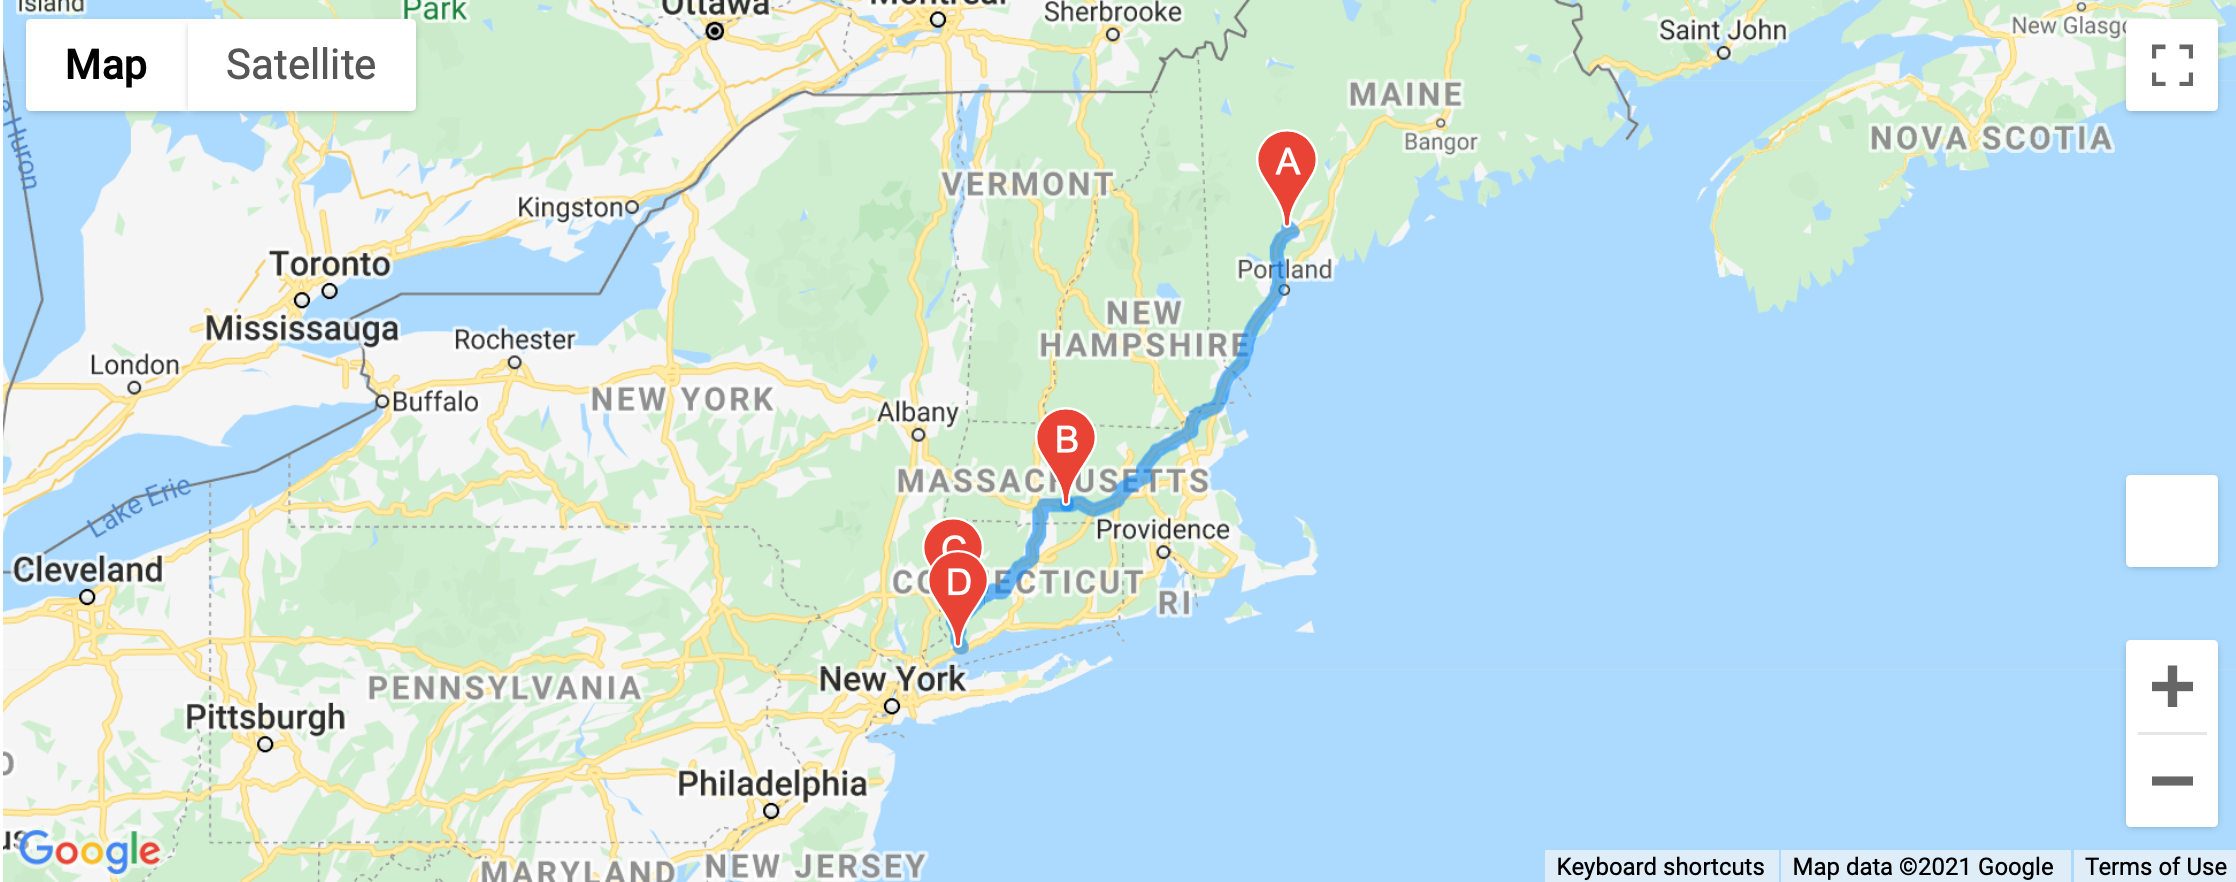 Island
Park
Ottawa
Montreal
Sherbrooke
Saint John
New Glasg
Map
Satellite
MAINE
Bangor
NOVA SCOTIA
Huron
A
VERMONT
Kingston
Toronto
Portland
Mississauga
NEW
HAMPSHIRE
Rochester
London
Buffalo
NEW YORK
Albany
B
MASSACHUSETTS
Lake Erie
Providence
C
Cleveland
D
CONNECTICUT
RI
New York
PENNSYLVANIA
Pittsburgh
Philadelphia
Google
MARYLAND
NEW JERSEY
Keyboard shortcuts
Map data ©2021 Google
Terms of Use